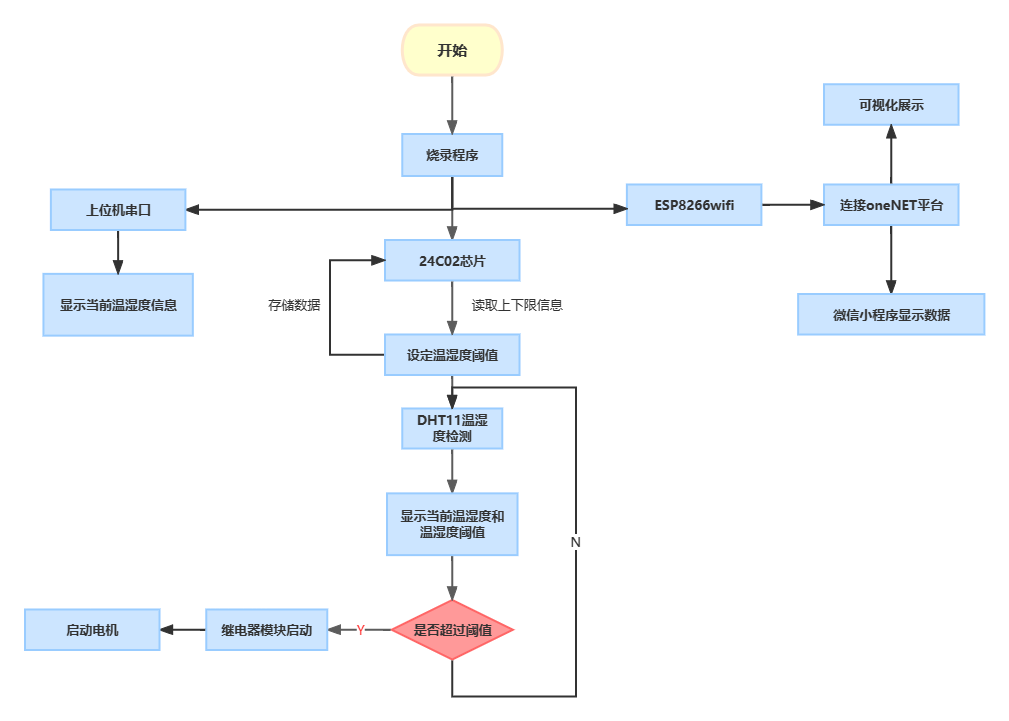 开始
可视化展示
烧录程序
上位机串口
ESP8266wifi
连接oneNET平台
24C02芯片
显示当前温湿度信息
存储数据
读取上下限信息
微信小程序显示数据
设定温湿度阈值
DHT11温湿
度检测
显示当前温湿度和
温湿度阈值
N
启动电机
继电器模块启动
Y
是否超过阈值